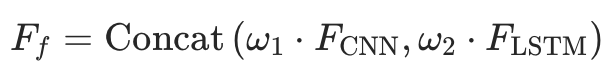 F_f = Concat (ω_1 · F_CNN, ω_2 · F_LSTM)